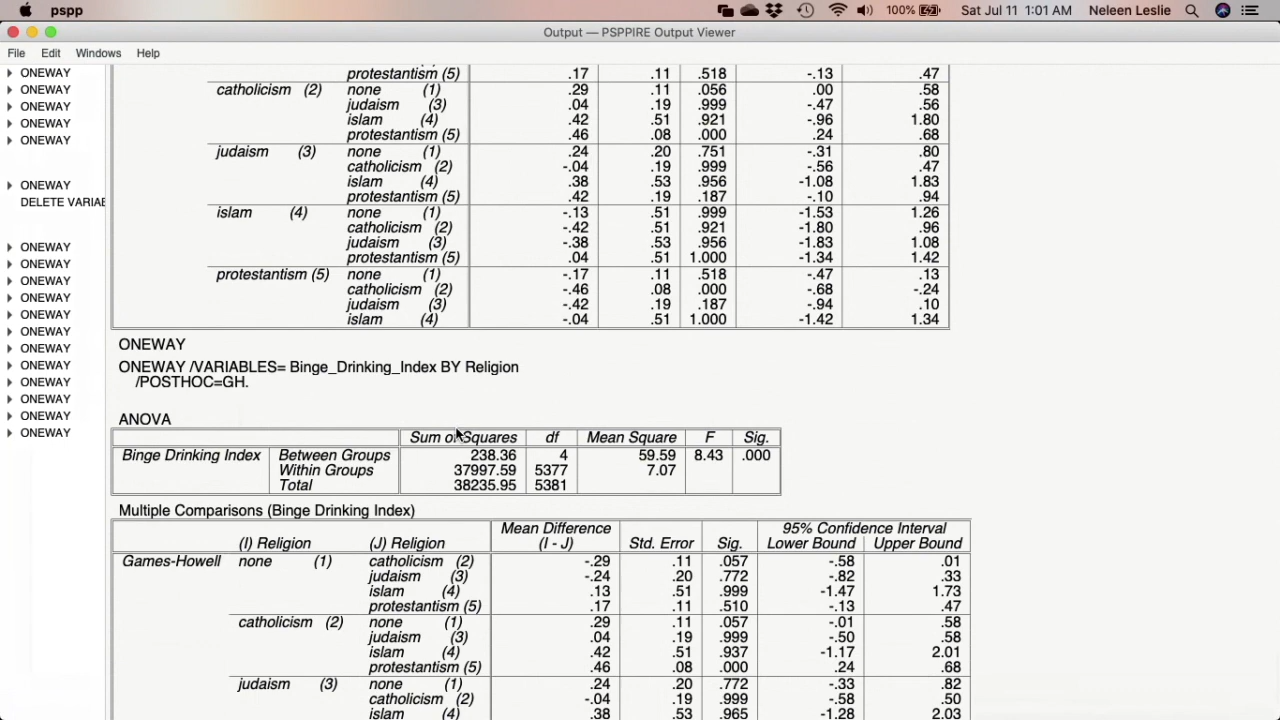 pspp 100% Sat Jul 11 1:01 AM Neleen Leslie
Output — PSPPIRE Output Viewer
File Edit Windows Help
ONEWAY
ONEWAY
ONEWAY
ONEWAY
ONEWAY
ONEWAY
DELETE VARIAE
ONEWAY
ONEWAY
ONEWAY
ONEWAY
ONEWAY
ONEWAY
ONEWAY
ONEWAY
ONEWAY
ONEWAY
ONEWAY
ONEWAY
protestantism (5) .17 .11 .518 -.13 .47
catholicism (2) none (1) .29 .11 .056 .00 .58
judaism (3) .04 .19 .999 -.47 .56
islam (4) .42 .51 .921 -.96 1.80
protestantism (5) .46 .08 .000 .24 .68
judaism (3) none (1) .24 .20 .751 -.31 .80
catholicism (2) -.04 .19 .999 -.56 .47
islam (4) .38 .53 .956 -1.08 1.83
protestantism (5) .42 .19 .187 -.10 .94
islam (4) none (1) -.13 .51 .999 -1.53 1.26
catholicism (2) -.42 .51 .921 -1.80 .96
judaism (3) -.38 .53 .956 -1.83 1.08
protestantism (5) .04 .51 1.000 -1.34 1.42
protestantism (5) none (1) -.17 .11 .518 -.47 .13
catholicism (2) -.46 .08 .000 -.68 -.24
judaism (3) -.42 .19 .187 -.94 .10
islam (4) -.04 .51 1.000 -1.42 1.34
ONEWAY
ONEWAY /VARIABLES= Binge_Drinking_Index BY Religion
/POSTHOC=GH.
ANOVA
Sum of Squares df Mean Square F Sig.
Binge Drinking Index Between Groups 238.36 4 59.59 8.43 .000
Within Groups 37997.59 5377 7.07
Total 38235.95 5381
Multiple Comparisons (Binge Drinking Index)
Mean Difference 95% Confidence Interval
(I) Religion (J) Religion (I - J) Std. Error Sig. Lower Bound Upper Bound
Games-Howell none (1) catholicism (2) -.29 .11 .057 -.58 .01
judaism (3) -.24 .20 .772 -.82 .33
islam (4) .13 .51 .999 -1.47 1.73
protestantism (5) .17 .11 .510 -.13 .47
catholicism (2) none (1) .29 .11 .057 -.01 .58
judaism (3) .04 .19 .999 -.50 .58
islam (4) .42 .51 .937 -1.17 2.01
protestantism (5) .46 .08 .000 .24 .68
judaism (3) none (1) .24 .20 .772 -.33 .82
catholicism (2) -.04 .19 .999 -.58 .50
islam (4) .38 .53 .965 -1.28 2.03